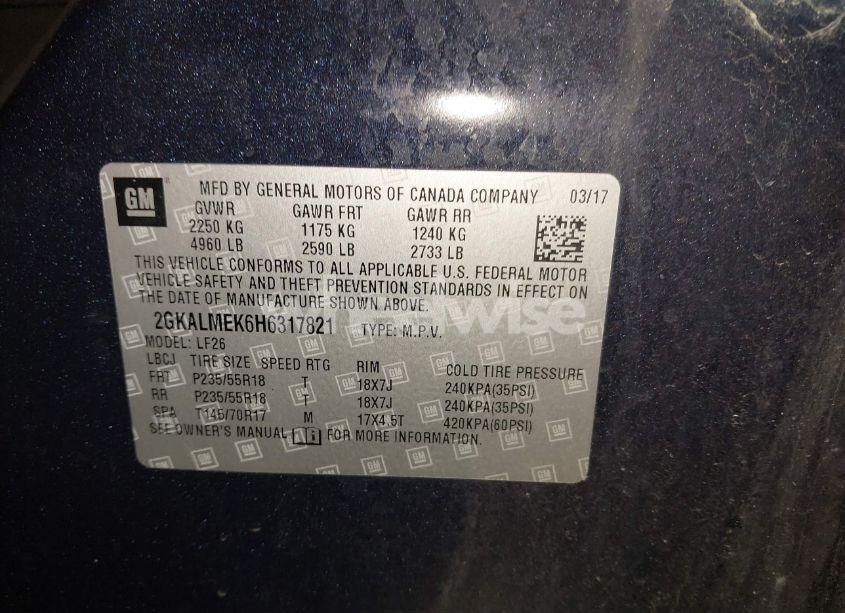 GM
MFD BY GENERAL MOTORS OF CANADA COMPANY 03/17
GVWR GAWR FRT GAWR RR
2250 KG 1175 KG 1240 KG
4960 LB 2590 LB 2733 LB
THIS VEHICLE CONFORMS TO ALL APPLICABLE U.S. FEDERAL MOTOR
VEHICLE SAFETY AND THEFT PREVENTION STANDARDS IN EFFECT ON
THE DATE OF MANUFACTURE SHOWN ABOVE.
2GKALMEK6H6317821 TYPE: M.P.V.
MODEL: LF26
LBCJ TIRE SIZE SPEED RTG RIM COLD TIRE PRESSURE
FRT P235/55R18 T 18X7J 240KPA(35PSI)
RR P235/55R18 T 18X7J 240KPA(35PSI)
SPA T145/70R17 M 17X4.5T 420KPA(60PSI)
SEE OWNER'S MANUAL FOR MORE INFORMATION.